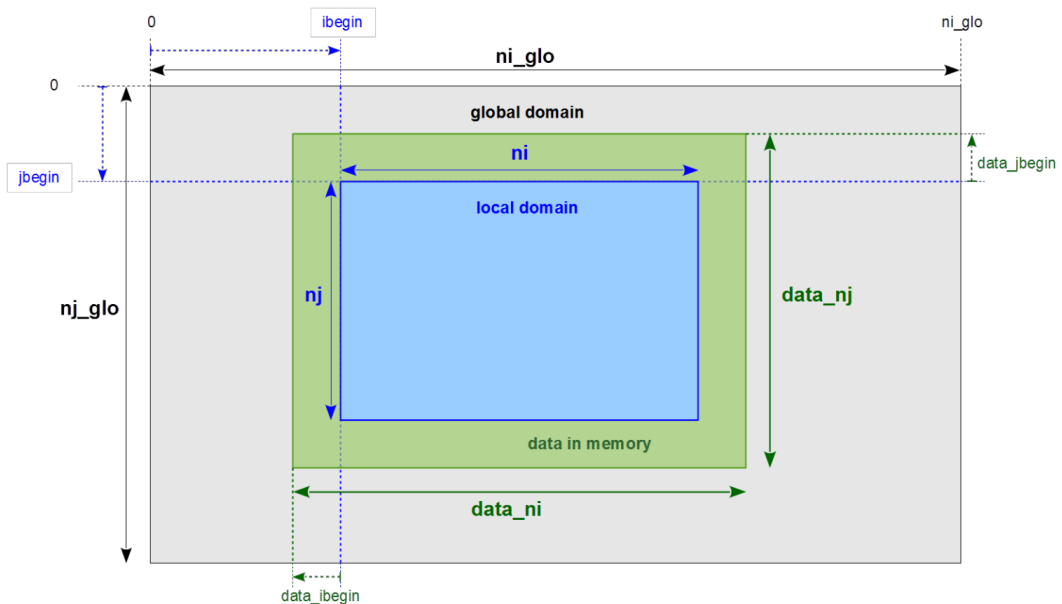 0
ibegin
ni_glo
ni_glo
0
global domain
ni
data_jbegin
jbegin
local domain
nj
data_nj
nj_glo
data in memory
data_ni
data_ibegin